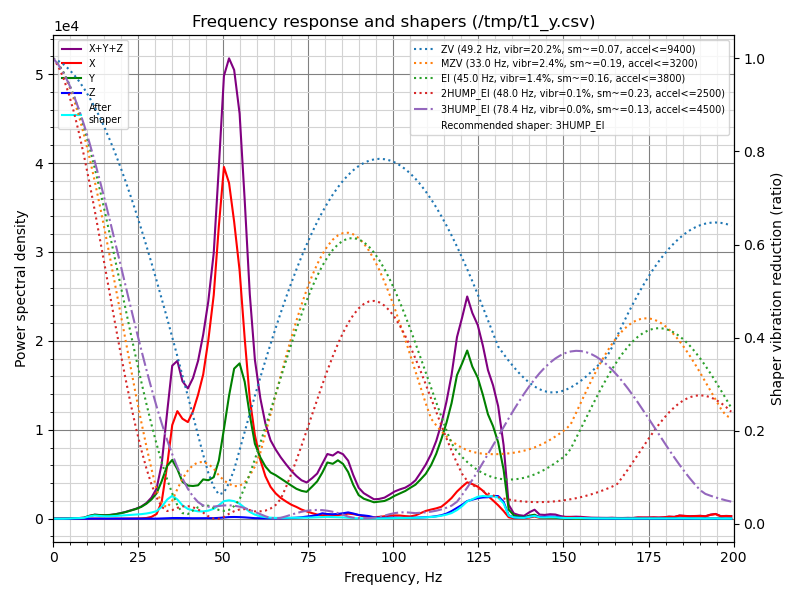 Frequency response and shapers (/tmp/t1_y.csv)
1e4
X+Y+Z
X
Y
Z
After
shaper
ZV (49.2 Hz, vibr=20.2%, sm~=0.07, accel<=9400)
MZV (33.0 Hz, vibr=2.4%, sm~=0.19, accel<=3200)
EI (45.0 Hz, vibr=1.4%, sm~=0.16, accel<=3800)
2HUMP_EI (48.0 Hz, vibr=0.1%, sm~=0.23, accel<=2500)
3HUMP_EI (78.4 Hz, vibr=0.0%, sm~=0.13, accel<=4500)
Recommended shaper: 3HUMP_EI
Power spectral density
5
4
3
2
1
0
1.0
0.8
0.6
0.4
0.2
0.0
Shaper vibration reduction (ratio)
0 25 50 75 100 125 150 175 200
Frequency, Hz